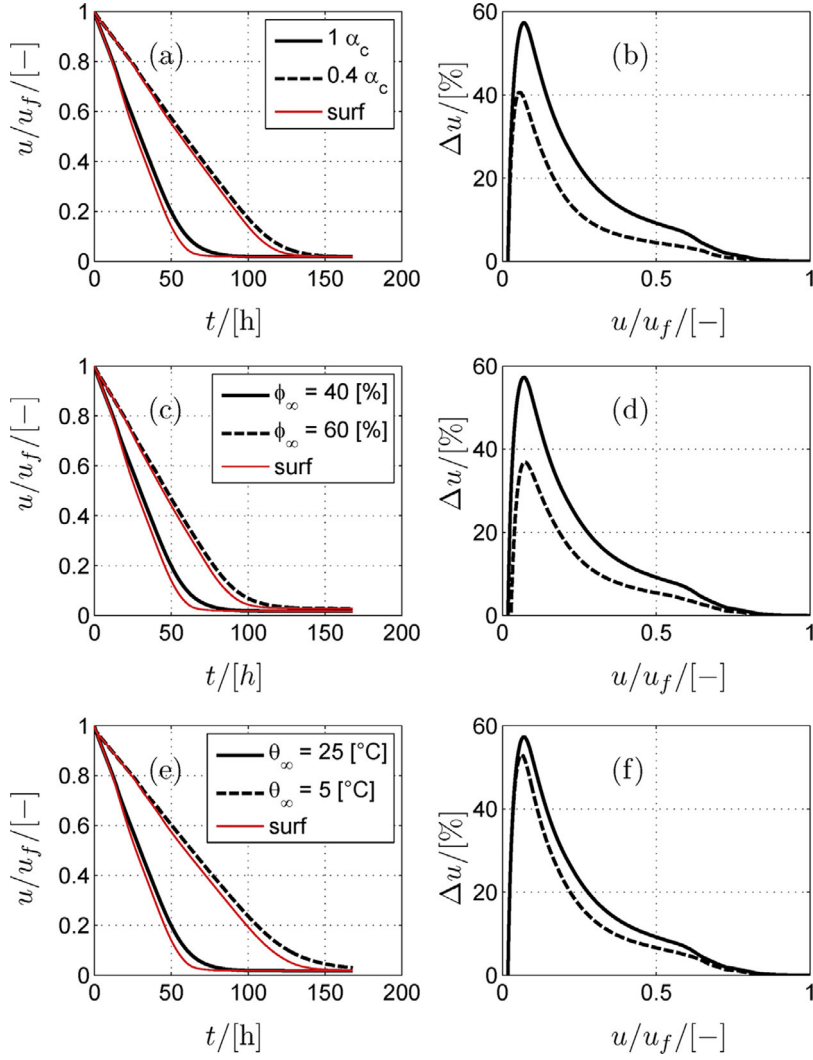 (a)
1 α_c
0.4 α_c
surf
u/u_f/[−]
1
0.8
0.6
0.4
0.2
0
0 50 100 150 200
t/[h]
(b)
Δu/[%]
60
40
20
0
0 0.5 1
u/u_f/[−]
(c)
ϕ_∞ = 40 [%]
ϕ_∞ = 60 [%]
surf
u/u_f/[−]
1
0.8
0.6
0.4
0.2
0
0 50 100 150 200
t/[h]
(d)
Δu/[%]
60
40
20
0
0 0.5 1
u/u_f/[−]
(e)
θ_∞ = 25 [°C]
θ_∞ = 5 [°C]
surf
u/u_f/[−]
1
0.8
0.6
0.4
0.2
0
0 50 100 150 200
t/[h]
(f)
Δu/[%]
60
40
20
0
0 0.5 1
u/u_f/[−]